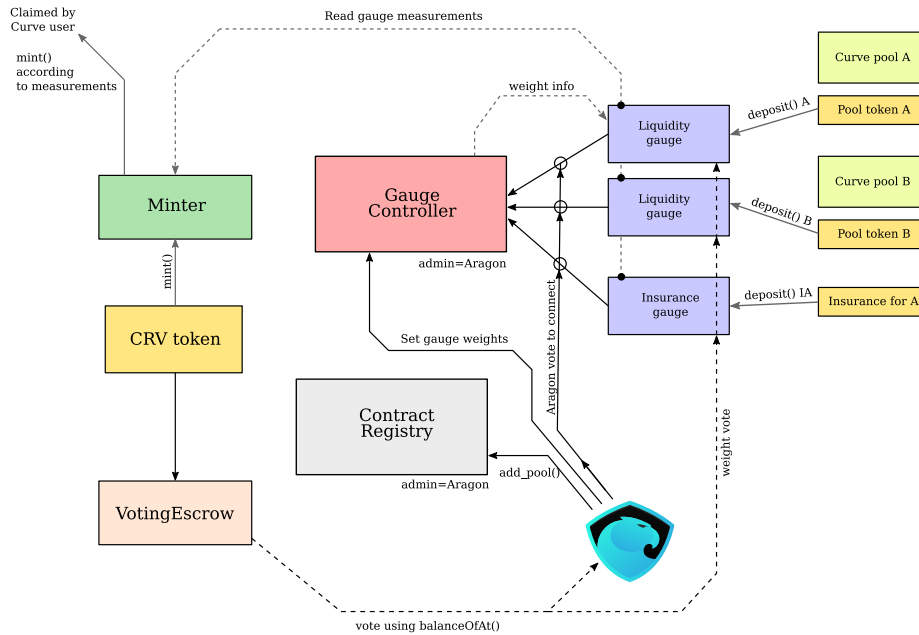 Claimed by
Curve user
Read gauge measurements
mint()
according
to measurements
weight info
Curve pool A
deposit() A
Pool token A
Liquidity
gauge
Minter
Gauge
Controller
Curve pool B
Liquidity
gauge
deposit() B
Pool token B
admin=Aragon
mint()
Insurance
gauge
deposit() IA
Insurance for A
CRV token
Set gauge weights
Aragon vote to connect
Contract
Registry
weight vote
add_pool()
admin=Aragon
VotingEscrow
vote using balanceOfAt()